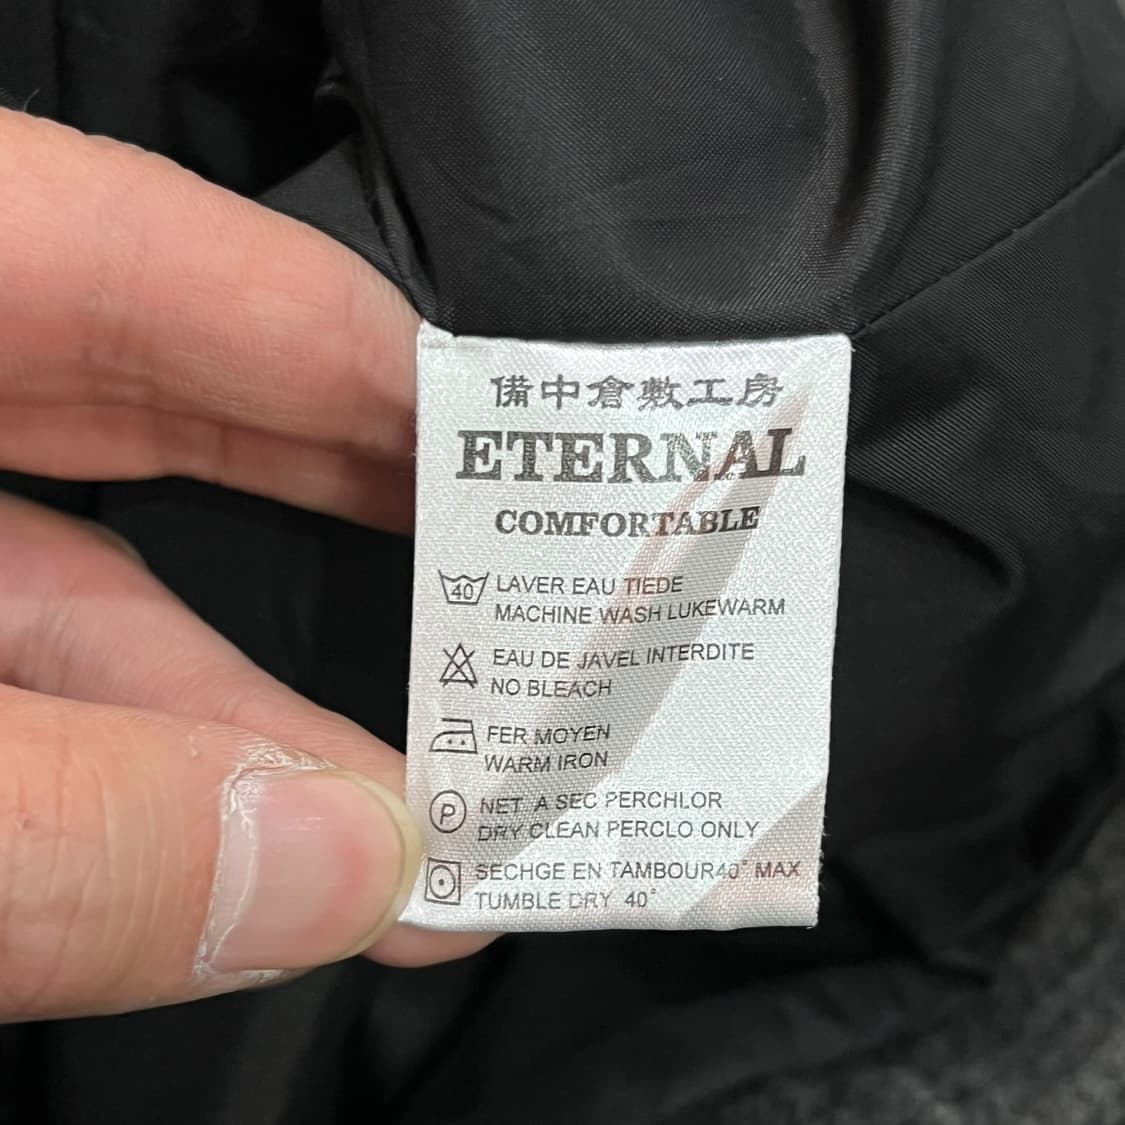 備中倉敷工房
ETERNAL
COMFORTABLE
40 LAVER EAU TIEDE
MACHINE WASH LUKEWARM
EAU DE JAVEL INTERDITE
NO BLEACH
FER MOYEN
WARM IRON
P NET A SEC PERCHLOR
DRY CLEAN PERCLO ONLY
SECHGE EN TAMBOUR40° MAX
TUMBLE DRY 40°